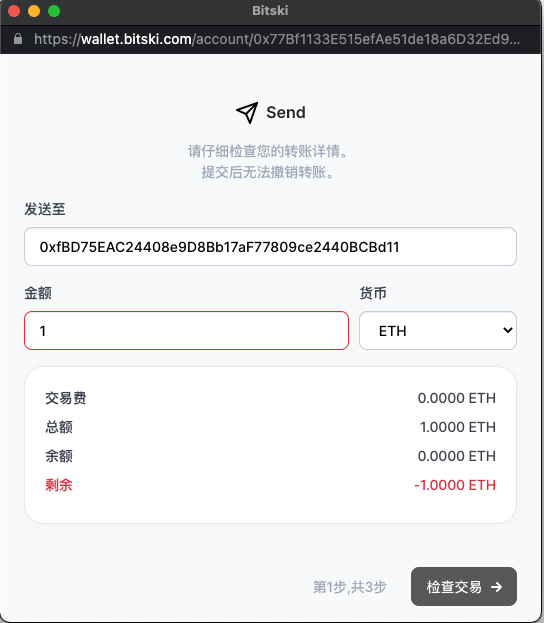 Bitski
https://wallet.bitski.com/account/0x77Bf1133E515efAe51de18a6D32Ed9...
Send
请仔细检查您的转账详情。
提交后无法撤销转账。
发送至
0xfBD75EAC24408e9D8Bb17aF77809ce2440BCBd11
金额 货币
1 ETH
交易费 0.0000 ETH
总额 1.0000 ETH
余额 0.0000 ETH
剩余 -1.0000 ETH
第1步,共3步 检查交易 →